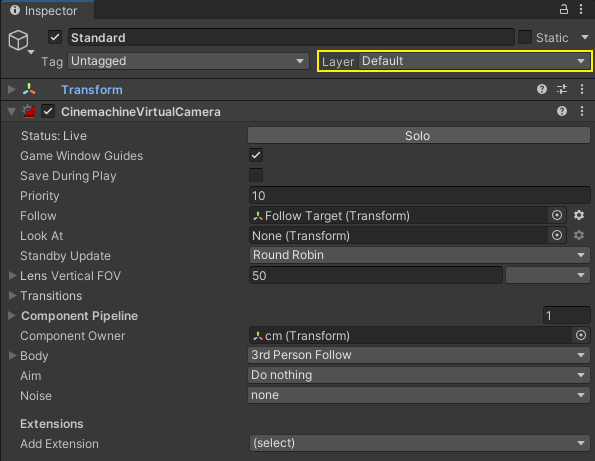 Inspector
Standard Static
Tag Untagged Layer Default
Transform
CinemachineVirtualCamera
Status: Live Solo
Game Window Guides
Save During Play
Priority 10
Follow Follow Target (Transform)
Look At None (Transform)
Standby Update Round Robin
Lens Vertical FOV 50
Transitions
Component Pipeline 1
Component Owner cm (Transform)
Body 3rd Person Follow
Aim Do nothing
Noise none
Extensions
Add Extension (select)